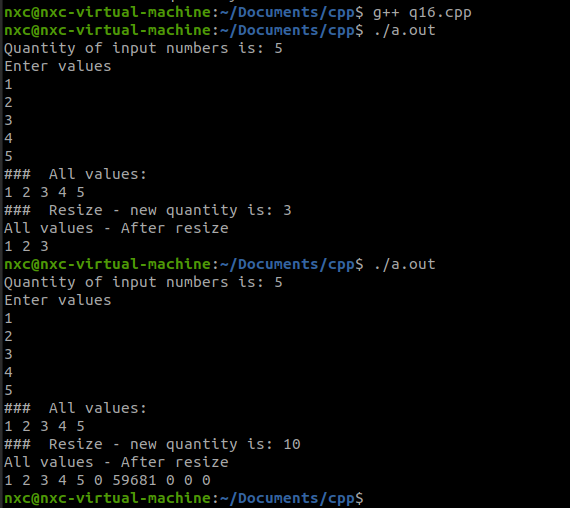 nxc@nxc-virtual-machine:~/Documents/cpp$ g++ q16.cpp
nxc@nxc-virtual-machine:~/Documents/cpp$ ./a.out
Quantity of input numbers is: 5
Enter values
1
2
3
4
5
###  All values:
1 2 3 4 5
###  Resize - new quantity is: 3
All values - After resize
1 2 3
nxc@nxc-virtual-machine:~/Documents/cpp$ ./a.out
Quantity of input numbers is: 5
Enter values
1
2
3
4
5
###  All values:
1 2 3 4 5
###  Resize - new quantity is: 10
All values - After resize
1 2 3 4 5 0 59681 0 0 0
nxc@nxc-virtual-machine:~/Documents/cpp$